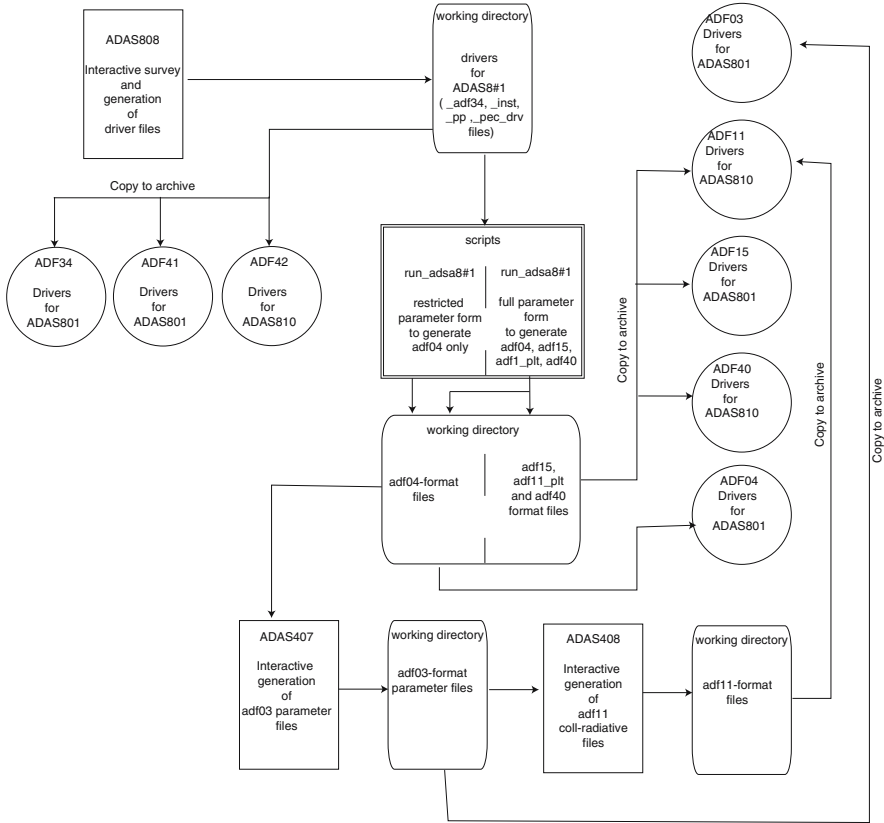 ADAS808
Interactive survey
and
generation
of
driver files
working directory
drivers
for
ADAS8#1
( _adf34, _inst,
_pp ,_pec_drv
files)
Copy to archive
ADF34
Drivers
for
ADAS801
ADF41
Drivers
for
ADAS801
ADF42
Drivers
for
ADAS810
scripts
run_adsa8#1
restricted
parameter form
to generate
adf04 only
run_adsa8#1
full parameter
form
to generate
adf04, adf15,
adf1_plt, adf40
working directory
adf04-format
files
adf15,
adf11_plt
and adf40
format files
Copy to archive
ADF03
Drivers
for
ADAS801
ADF11
Drivers
for
ADAS810
ADF15
Drivers
for
ADAS801
ADF40
Drivers
for
ADAS810
ADF04
Drivers
for
ADAS801
Copy to archive
Copy to archive
ADAS407
Interactive
generation
of
adf03 parameter
files
working directory
adf03-format
parameter files
ADAS408
Interactive
generation
of
adf11
coll-radiative
files
working directory
adf11-format
files